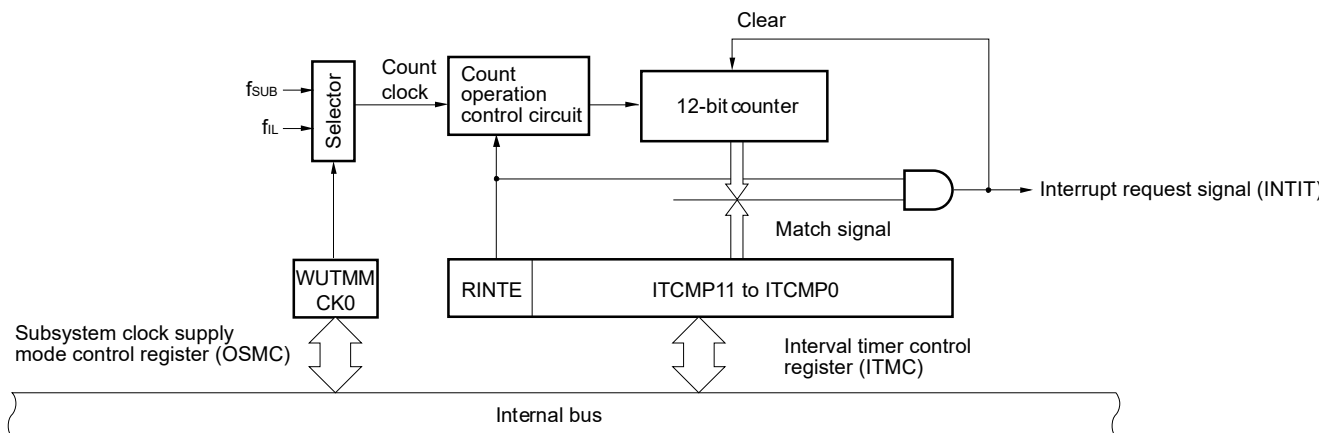 Clear
Count
clock
fSUB
fIL
Selector
Count
operation
control circuit
12-bit counter
Interrupt request signal (INTIT)
Match signal
WUTMM
CK0
RINTE
ITCMP11 to ITCMP0
Subsystem clock supply
mode control register (OSMC)
Interval timer control
register (ITMC)
Internal bus